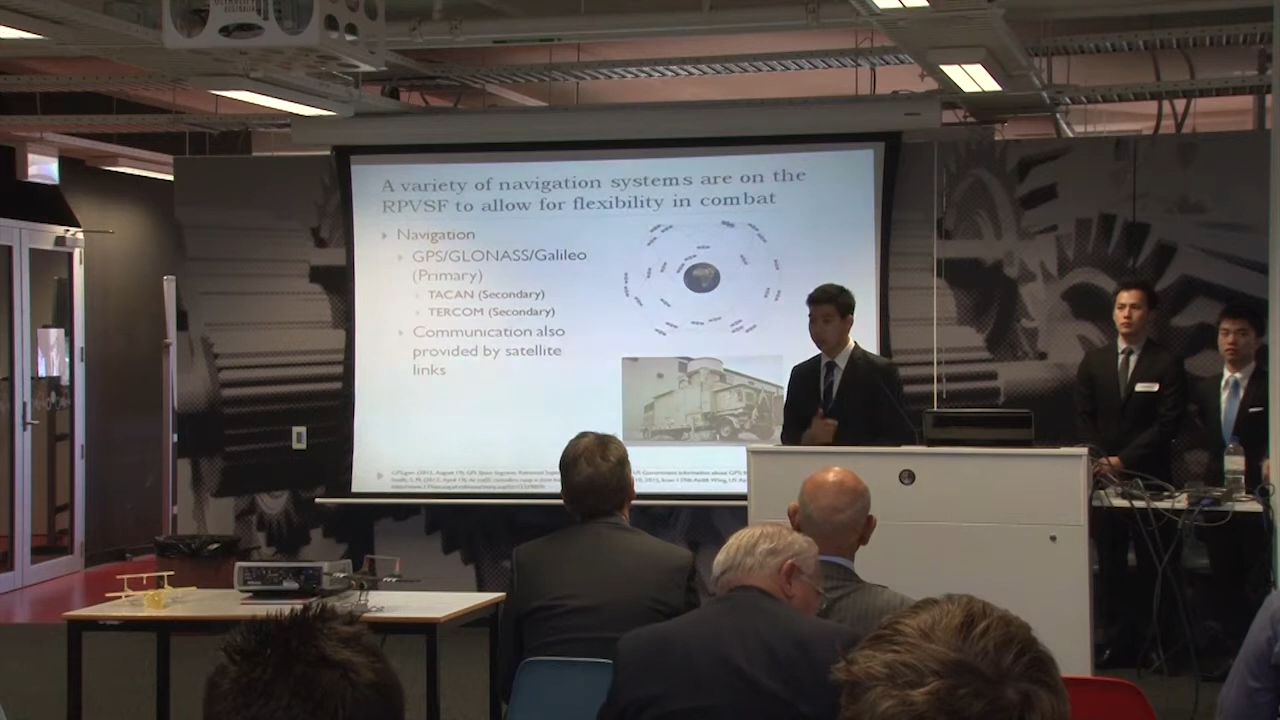 A variety of navigation systems are on the
RPVSF to allow for flexibility in combat
Navigation
GPS/GLONASS/Galileo
(Primary)
TACAN (Secondary)
TERCOM (Secondary)
Communication also
provided by satellite
links